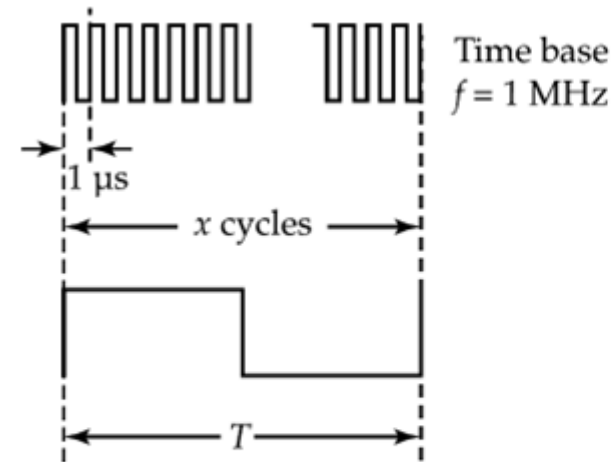 Time base
f = 1 MHz
1 μs
x cycles
T